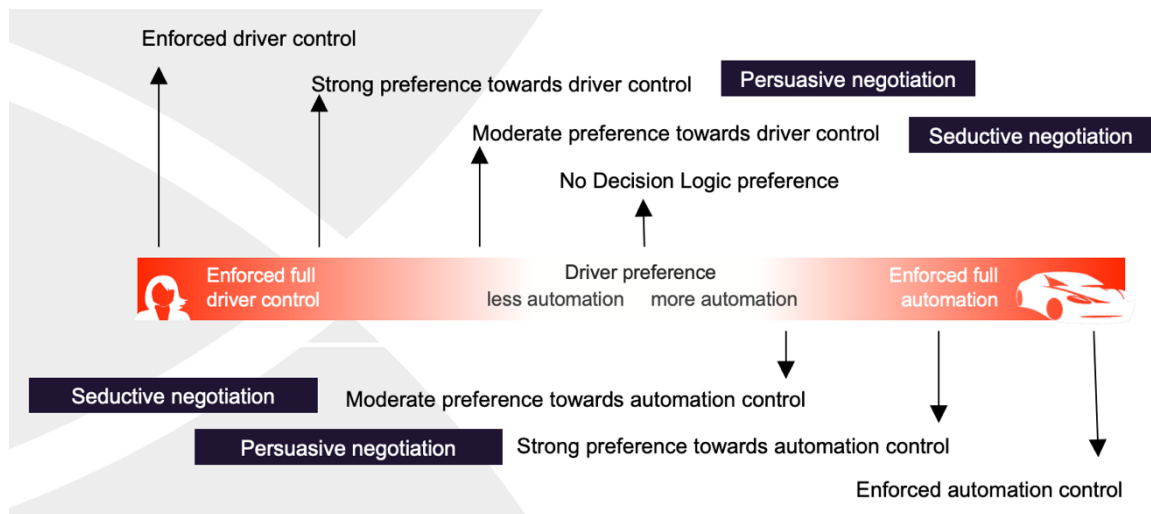 Enforced driver control
Strong preference towards driver control
Persuasive negotiation
Moderate preference towards driver control
Seductive negotiation
No Decision Logic preference
Enforced full
driver control
Driver preference
less automation
more automation
Enforced full
automation
Seductive negotiation
Moderate preference towards automation control
Persuasive negotiation
Strong preference towards automation control
Enforced automation control